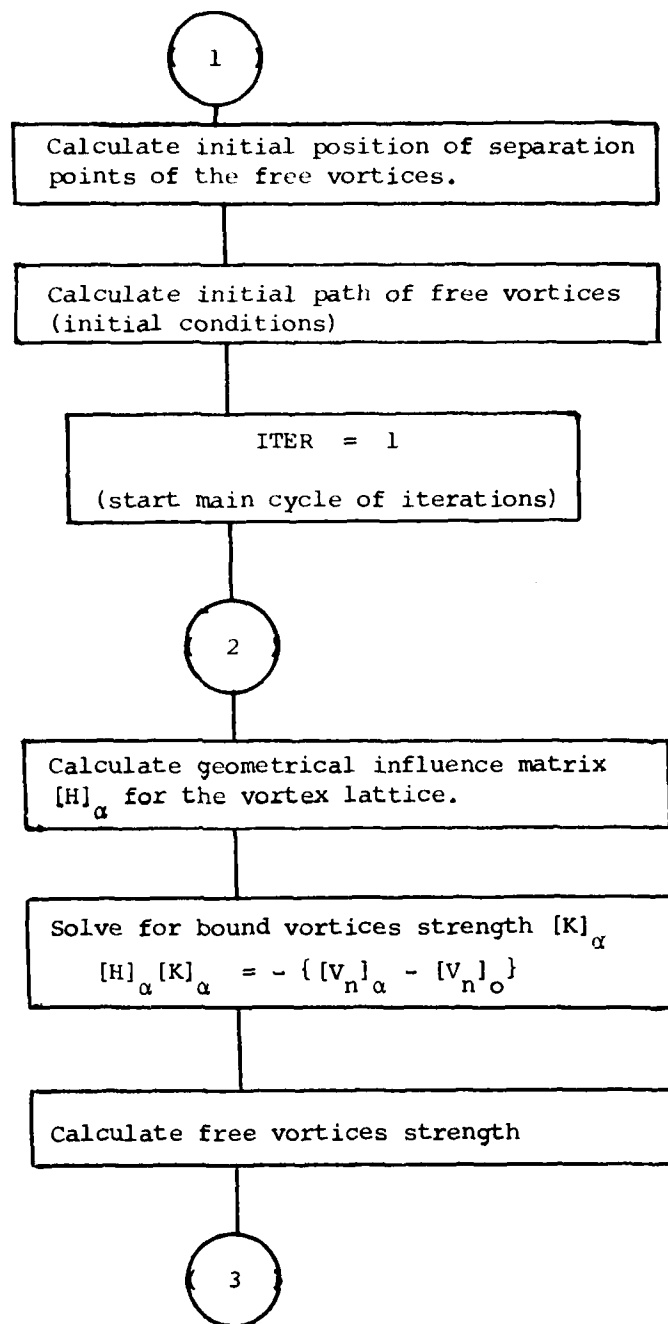 1
Calculate initial position of separation
points of the free vortices.
Calculate initial path of free vortices
(initial conditions)
ITER = 1
(start main cycle of iterations)
2
Calculate geometrical influence matrix
[H]α for the vortex lattice.
Solve for bound vortices strength [K]α
[H]α[K]α = - {[Vn]α - [Vn]o}
Calculate free vortices strength
3